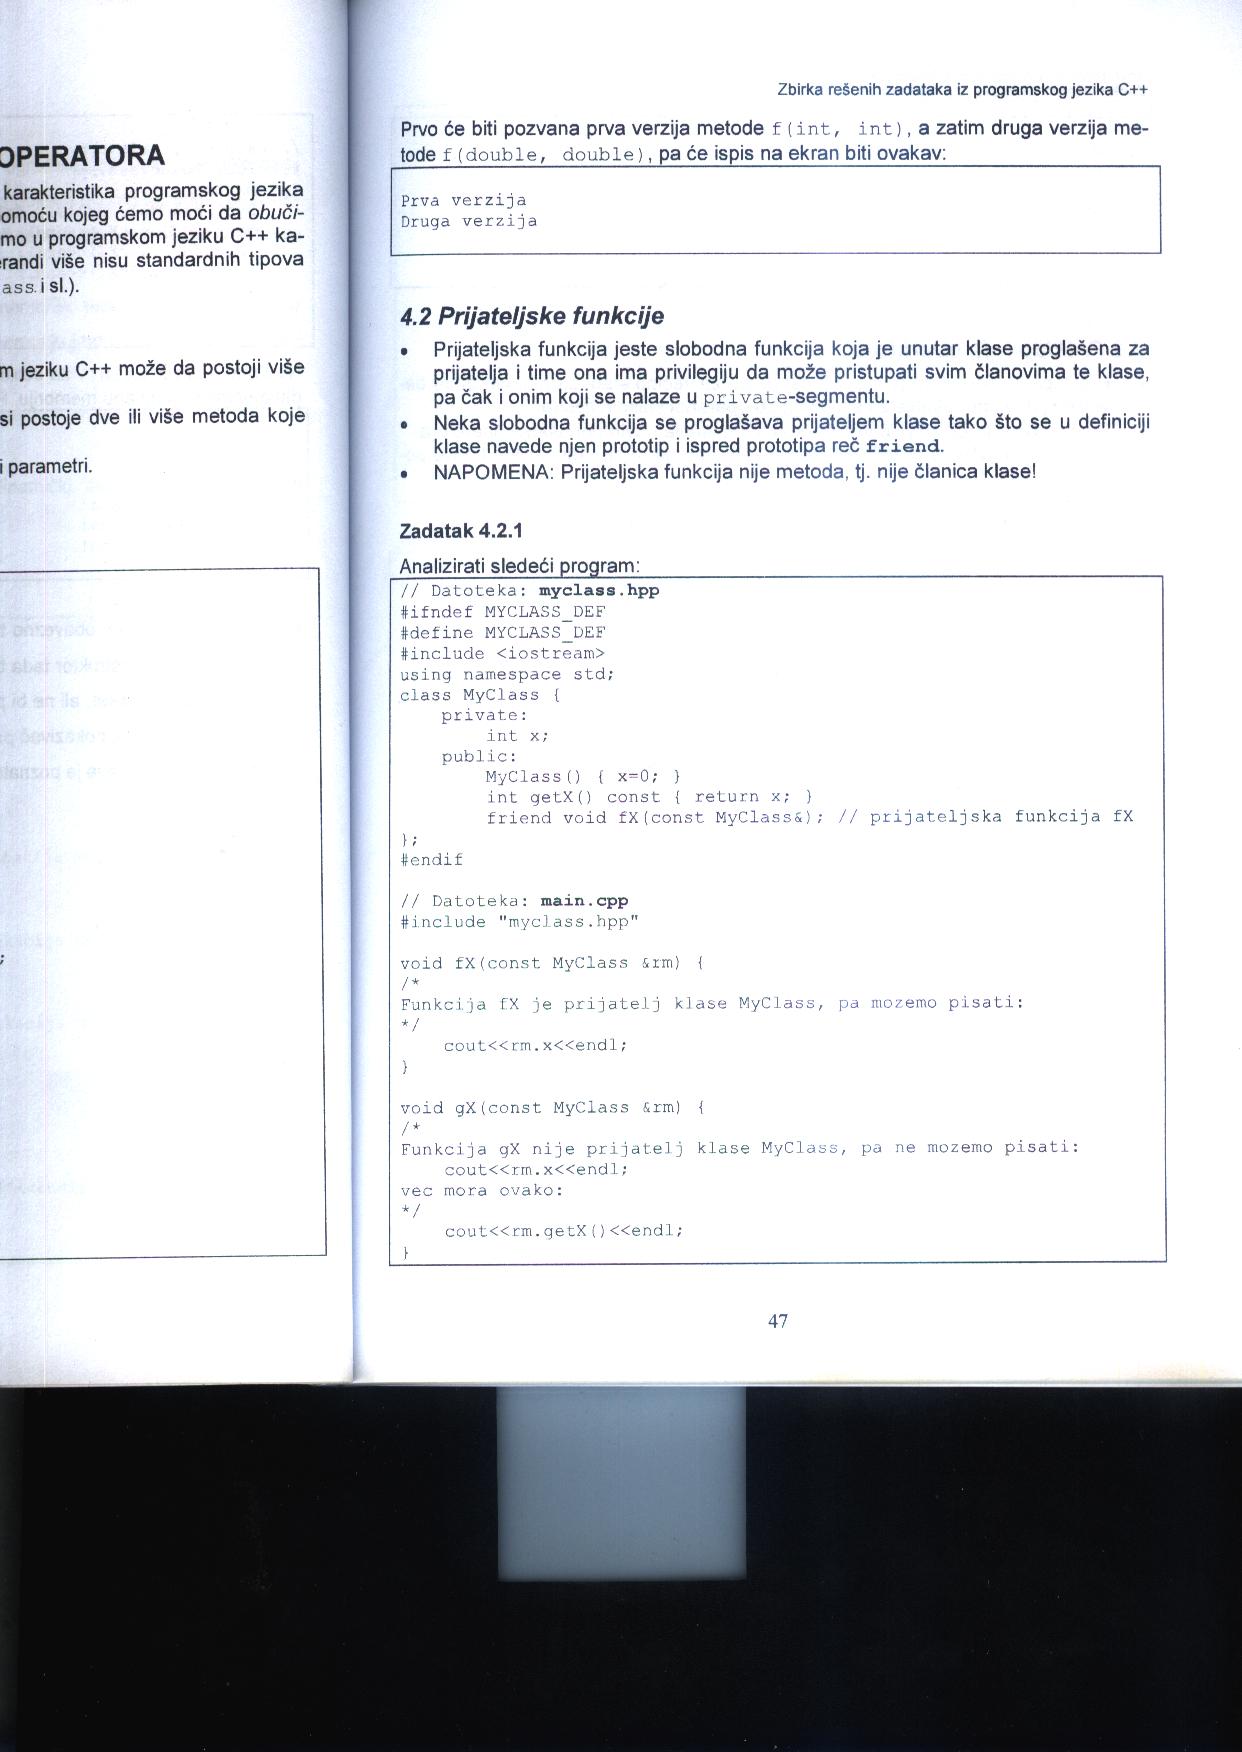 OPERATORA
karakteristika programskog jezika
omoću kojeg ćemo moći da obuči-
mo u programskom jeziku C++ ka-
randi više nisu standardnih tipova
ass i sl.).
m jeziku C++ može da postoji više
si postoje dve ili više metoda koje
i parametri.
;
Zbirka rešenih zadataka iz programskog jezika C++
Prvo će biti pozvana prva verzija metode f(int, int), a zatim druga verzija me-
tode f(double, double), pa će ispis na ekran biti ovakav:
Prva verzija
Druga verzija
4.2 Prijateljske funkcije
• Prijateljska funkcija jeste slobodna funkcija koja je unutar klase proglašena za
prijatelja i time ona ima privilegiju da može pristupati svim članovima te klase,
pa čak i onim koji se nalaze u private-segmentu.
• Neka slobodna funkcija se proglašava prijateljem klase tako što se u definiciji
klase navede njen prototip i ispred prototipa reč friend.
• NAPOMENA: Prijateljska funkcija nije metoda, tj. nije članica klase!
Zadatak 4.2.1
Analizirati sledeći program:
// Datoteka: myclass.hpp
#ifndef MYCLASS_DEF
#define MYCLASS_DEF
#include <iostream>
using namespace std;
class MyClass {
    private:
        int x;
    public:
        MyClass() { x=0; }
        int getX() const { return x; }
        friend void fX(const MyClass&); // prijateljska funkcija fX
};
#endif
// Datoteka: main.cpp
#include "myclass.hpp"
void fX(const MyClass &rm) {
/*
Funkcija fX je prijatelj klase MyClass, pa mozemo pisati:
*/
    cout<<rm.x<<endl;
}
void gX(const MyClass &rm) {
/*
Funkcija gX nije prijatelj klase MyClass, pa ne mozemo pisati:
    cout<<rm.x<<endl;
vec mora ovako:
*/
    cout<<rm.getX()<<endl;
}
47